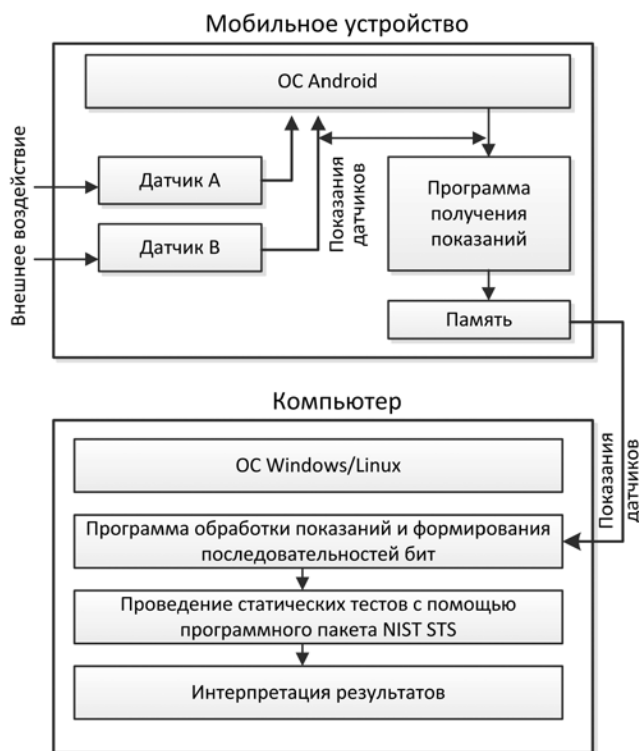 Мобильное устройство
ОС Android
Внешнее воздействие
Датчик А
Датчик В
Показания
датчиков
Программа
получения
показаний
Память
Показания
датчиков
Компьютер
ОС Windows/Linux
Программа обработки показаний и формирования
последовательностей бит
Проведение статических тестов с помощью
программного пакета NIST STS
Интерпретация результатов